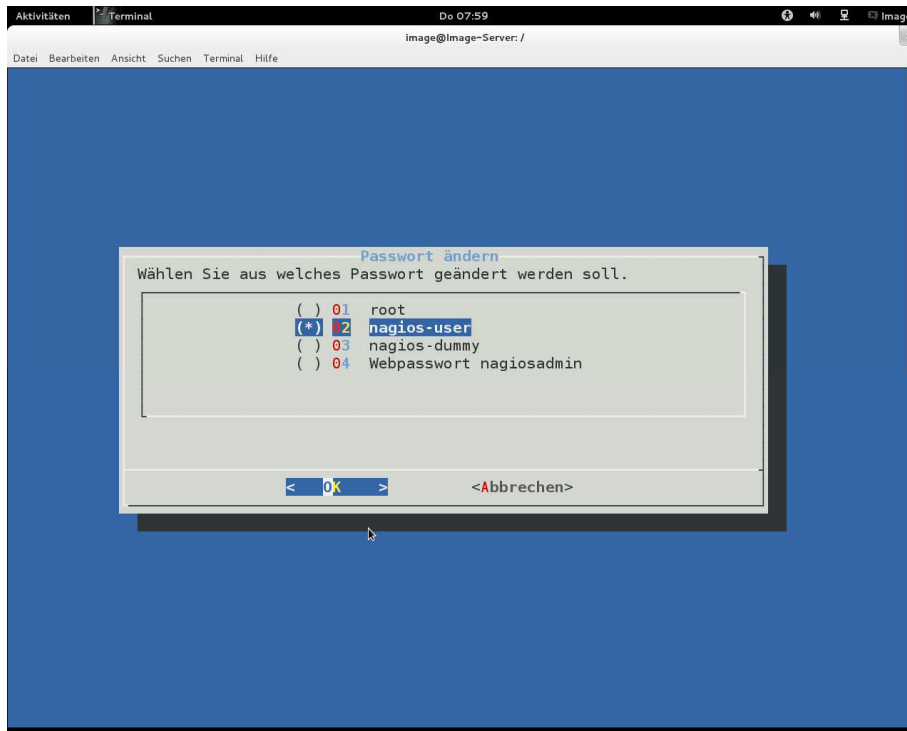 Aktivitäten Terminal Do 07:59 Imag
image@Image-Server: /
Datei Bearbeiten Ansicht Suchen Terminal Hilfe
Passwort ändern
Wählen Sie aus welches Passwort geändert werden soll.
( ) 01 root
(*) 02 nagios-user
( ) 03 nagios-dummy
( ) 04 Webpasswort nagiosadmin
< OK > <Abbrechen>